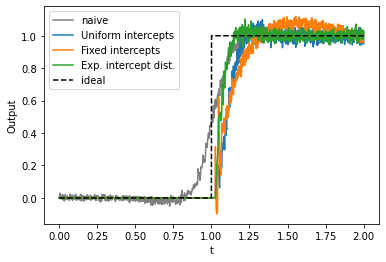 naive
Uniform intercepts
Fixed intercepts
Exp. intercept dist.
ideal
1.0
0.8
0.6
0.4
0.2
0.0
Output
0.00 0.25 0.50 0.75 1.00 1.25 1.50 1.75 2.00
t